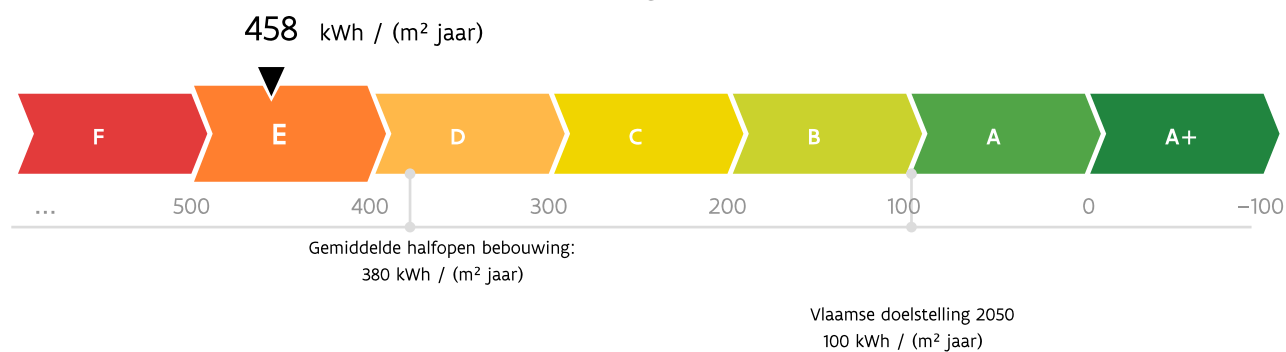 458 kWh / (m² jaar)
F E D C B A A+
... 500 400 300 200 100 0 −100
Gemiddelde halfopen bebouwing:
380 kWh / (m² jaar)
Vlaamse doelstelling 2050
100 kWh / (m² jaar)